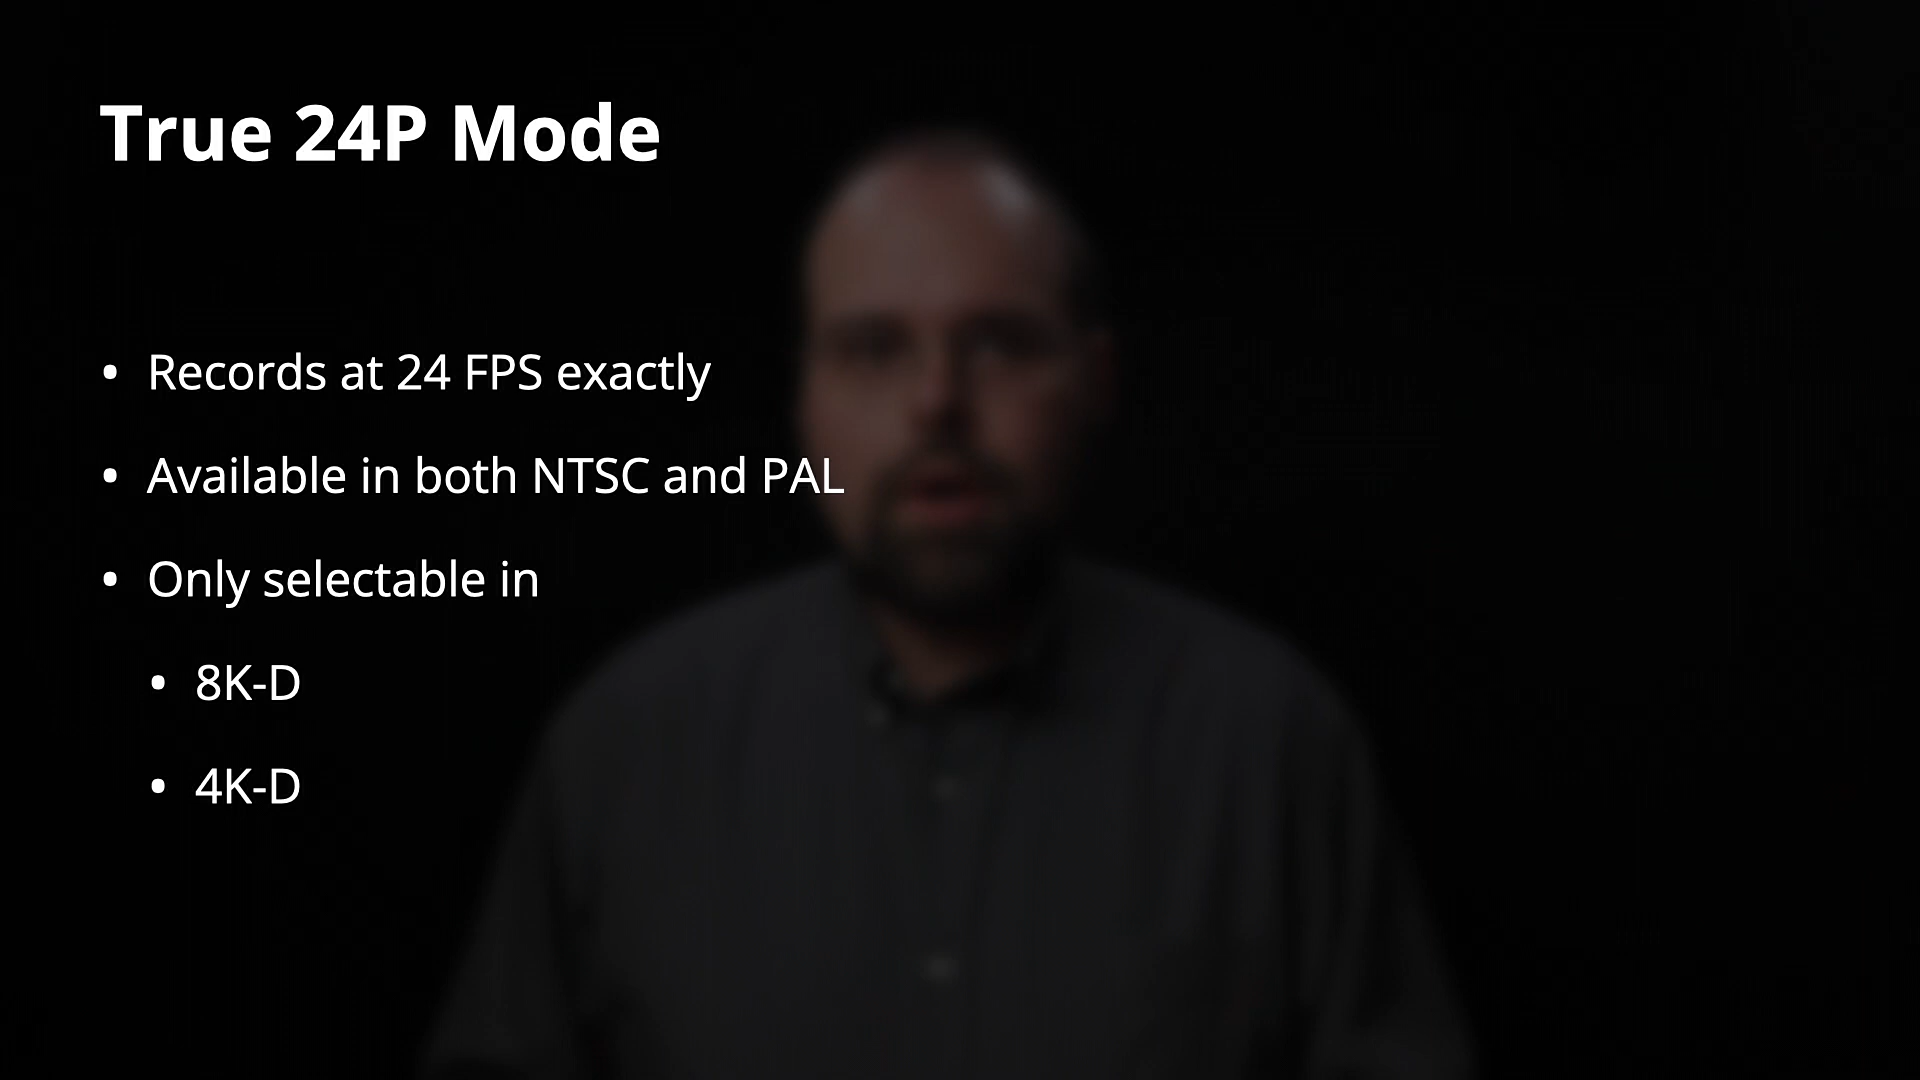 True 24P Mode
• Records at 24 FPS exactly
• Available in both NTSC and PAL
• Only selectable in
• 8K-D
• 4K-D